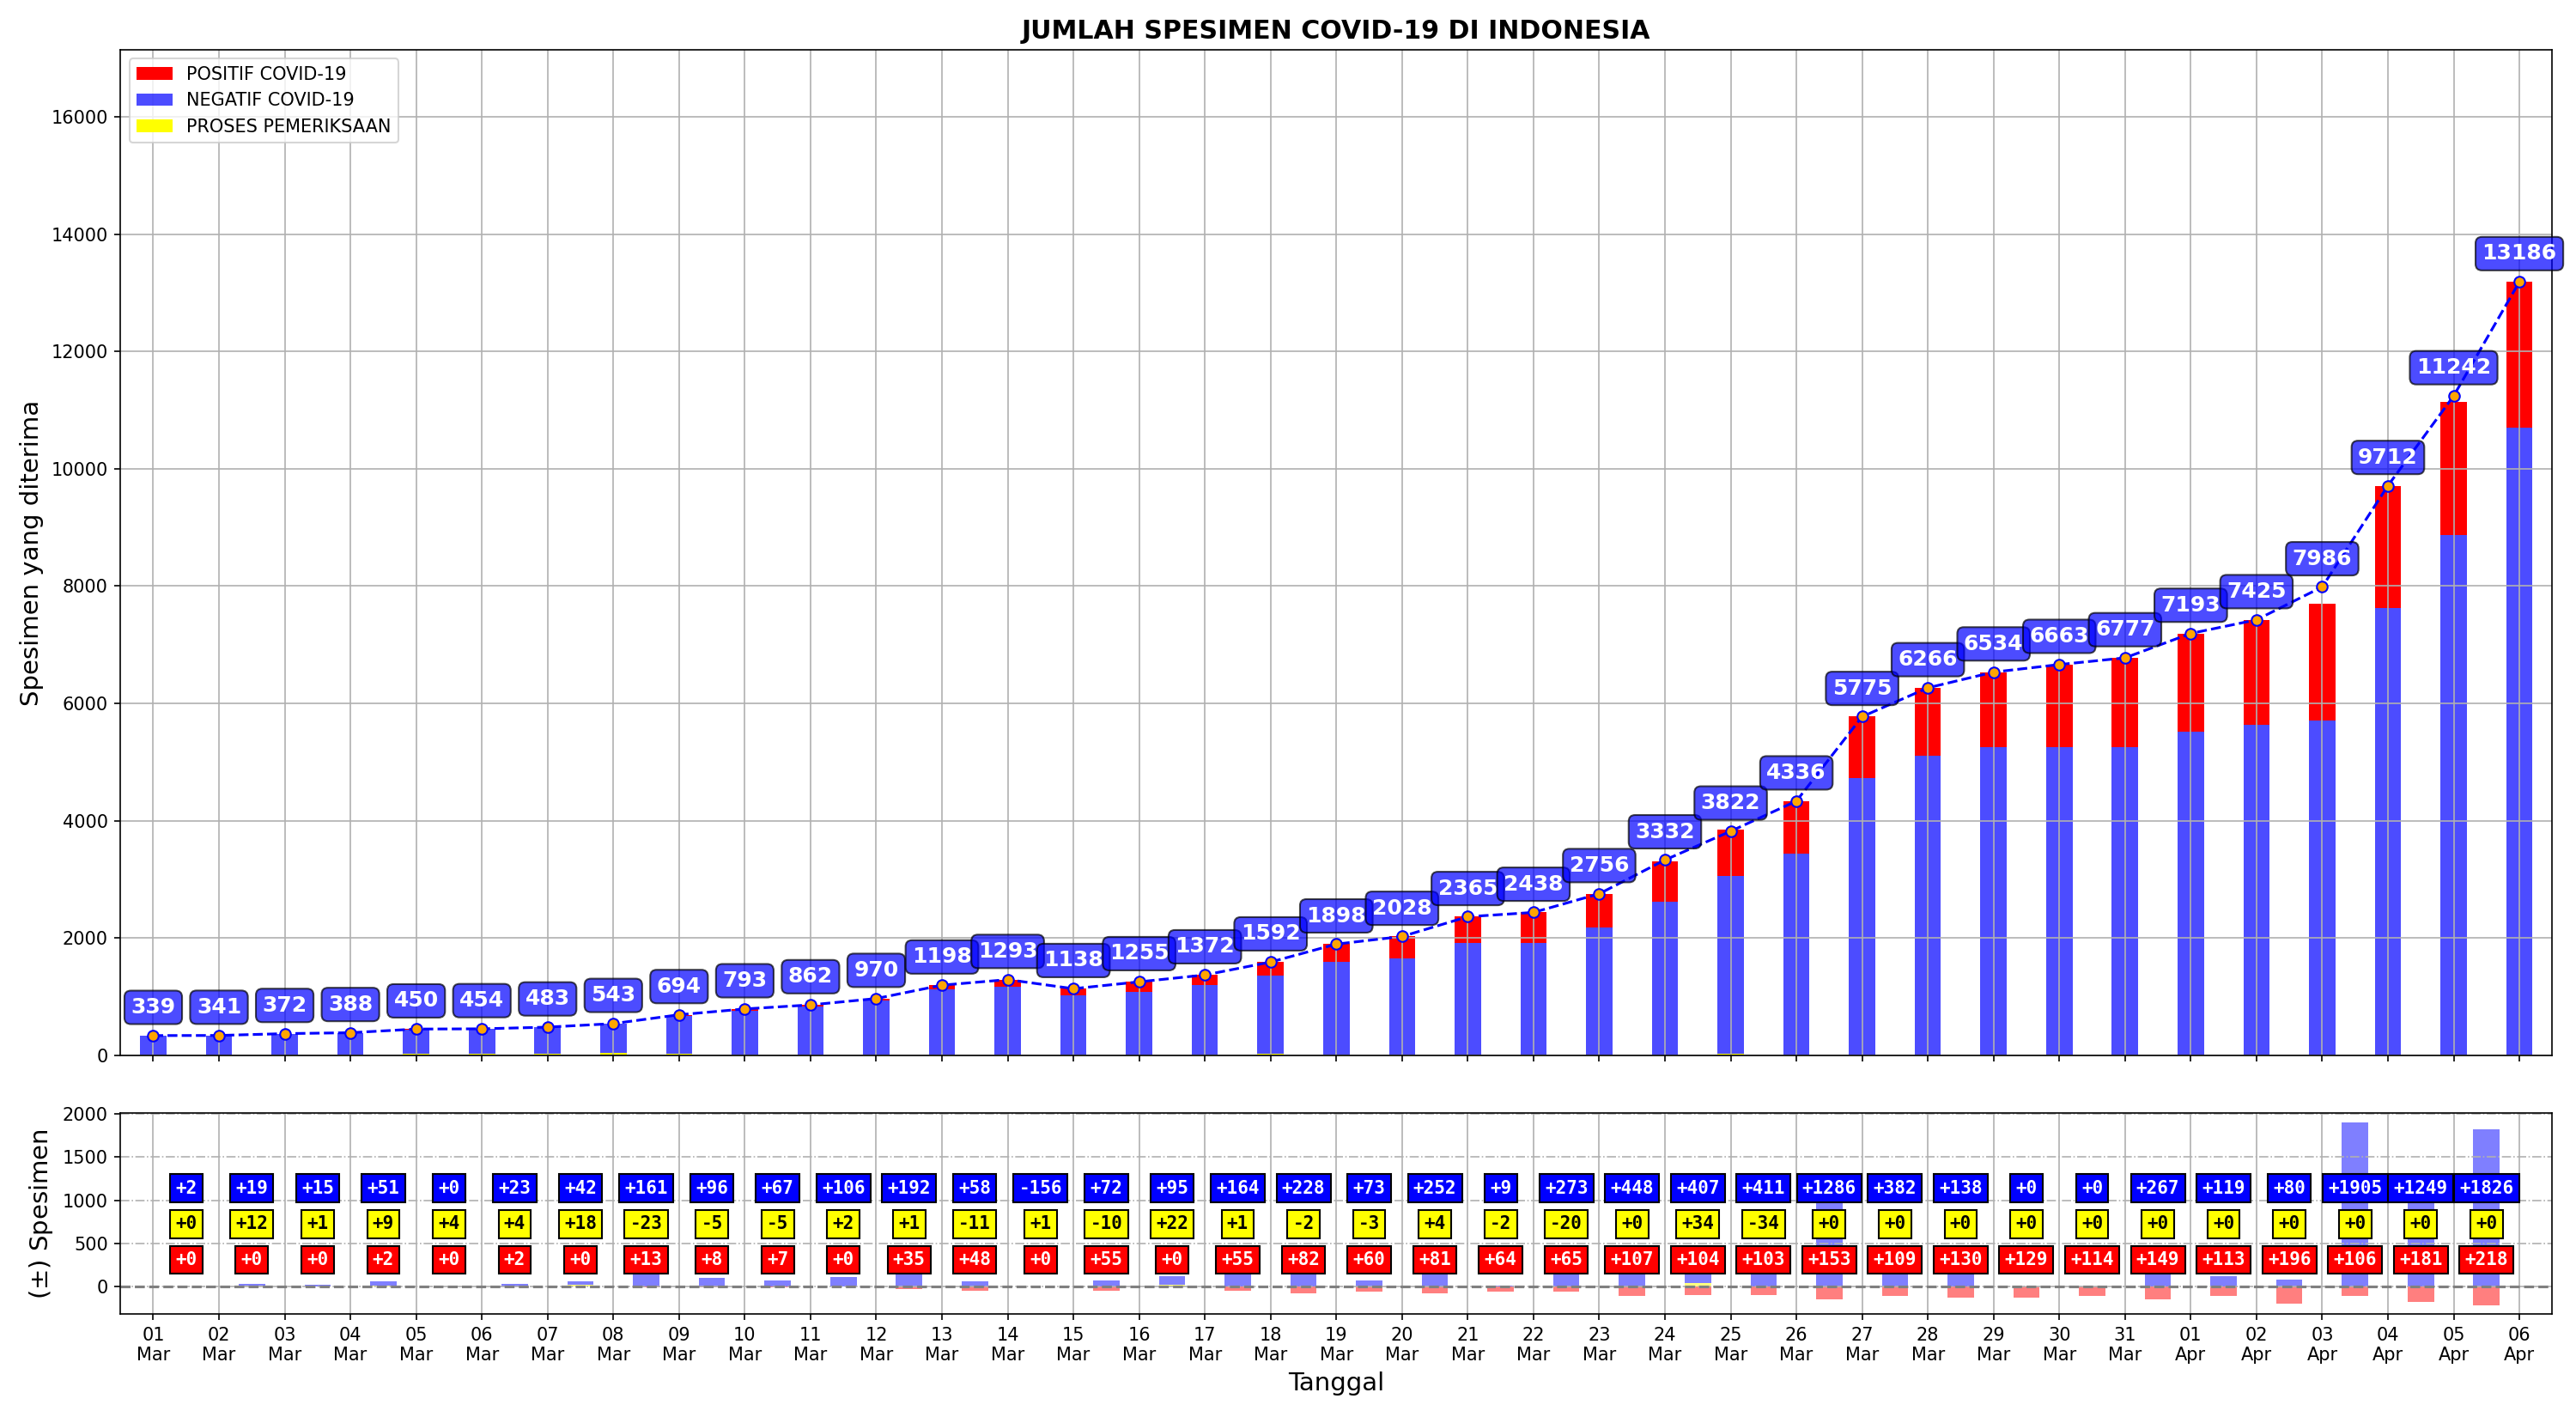 JUMLAH SPESIMEN COVID-19 DI INDONESIA
POSITIF COVID-19
NEGATIF COVID-19
PROSES PEMERIKSAAN
Spesimen yang diterima
16000
14000
12000
10000
8000
6000
4000
2000
0
339 341 372 388 450 454 483 543 694 793 862 970 1198 1293 1138 1255 1372 1592 1898 2028 2365 2438 2756 3332 3822 4336 5775 6266 6534 6663 6777 7193 7425 7986 9712 11242 13186
(±) Spesimen
2000
1500
1000
500
0
+2 +19 +15 +51 +0 +23 +42 +161 +96 +67 +106 +192 +58 -156 +72 +95 +164 +228 +73 +252 +9 +273 +448 +407 +411 +1286 +382 +138 +0 +0 +267 +119 +80 +1905 +1249 +1826
+0 +12 +1 +9 +4 +4 +18 -23 -5 -5 +2 +1 -11 +1 -10 +22 +1 -2 -3 +4 -2 -20 +0 +34 -34 +0 +0 +0 +0 +0 +0 +0 +0 +0 +0 +0
+0 +0 +0 +2 +0 +2 +0 +13 +8 +7 +0 +35 +48 +0 +55 +0 +55 +82 +60 +81 +64 +65 +107 +104 +103 +153 +109 +130 +129 +114 +149 +113 +196 +106 +181 +218
01 02 03 04 05 06 07 08 09 10 11 12 13 14 15 16 17 18 19 20 21 22 23 24 25 26 27 28 29 30 31 01 02 03 04 05 06
Mar Mar Mar Mar Mar Mar Mar Mar Mar Mar Mar Mar Mar Mar Mar Mar Mar Mar Mar Mar Mar Mar Mar Mar Mar Mar Mar Mar Mar Mar Mar Apr Apr Apr Apr Apr Apr
Tanggal